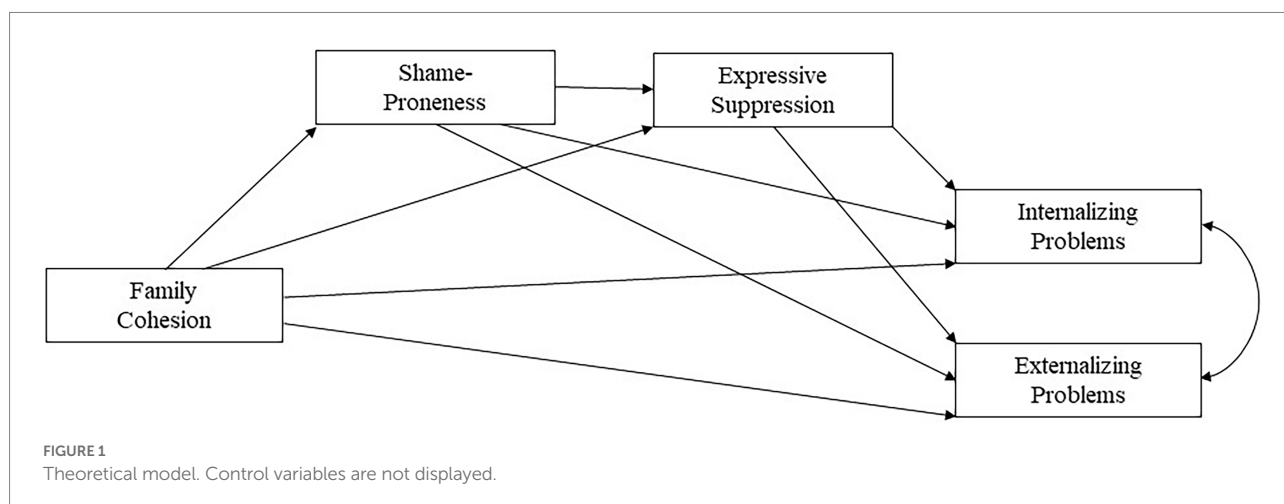 Shame-
Proneness
Expressive
Suppression
Internalizing
Problems
Family
Cohesion
Externalizing
Problems
FIGURE 1
Theoretical model. Control variables are not displayed.